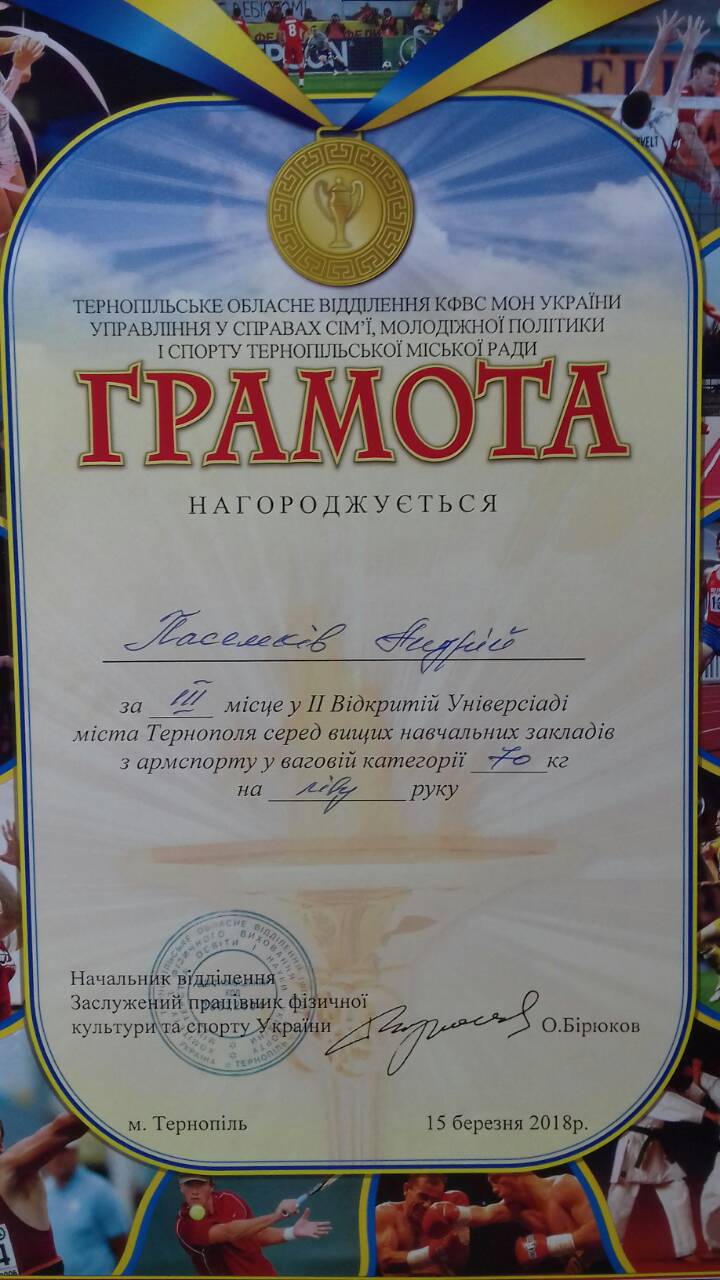 8
ТЕРНОПІЛЬСЬКЕ ОБЛАСНЕ ВІДДІЛЕННЯ КФВС МОН УКРАЇНИ
УПРАВЛІННЯ У СПРАВАХ СІМ'Ї, МОЛОДІЖНОЇ ПОЛІТИКИ
І СПОРТУ ТЕРНОПІЛЬСЬКОЇ МІСЬКОЇ РАДИ
ГРАМОТА
НАГОРОДЖУЄТЬСЯ
Андрій
за III місце у II Відкритій Універсіаді
міста Тернополя серед вищих навчальних закладів
з армспорту у ваговій категорії 70 кг
на ліву руку
Начальник відділення
Заслужений працівник фізичної
культури та спорту України О.Бірюков
м. Тернопіль 15 березня 2018р.